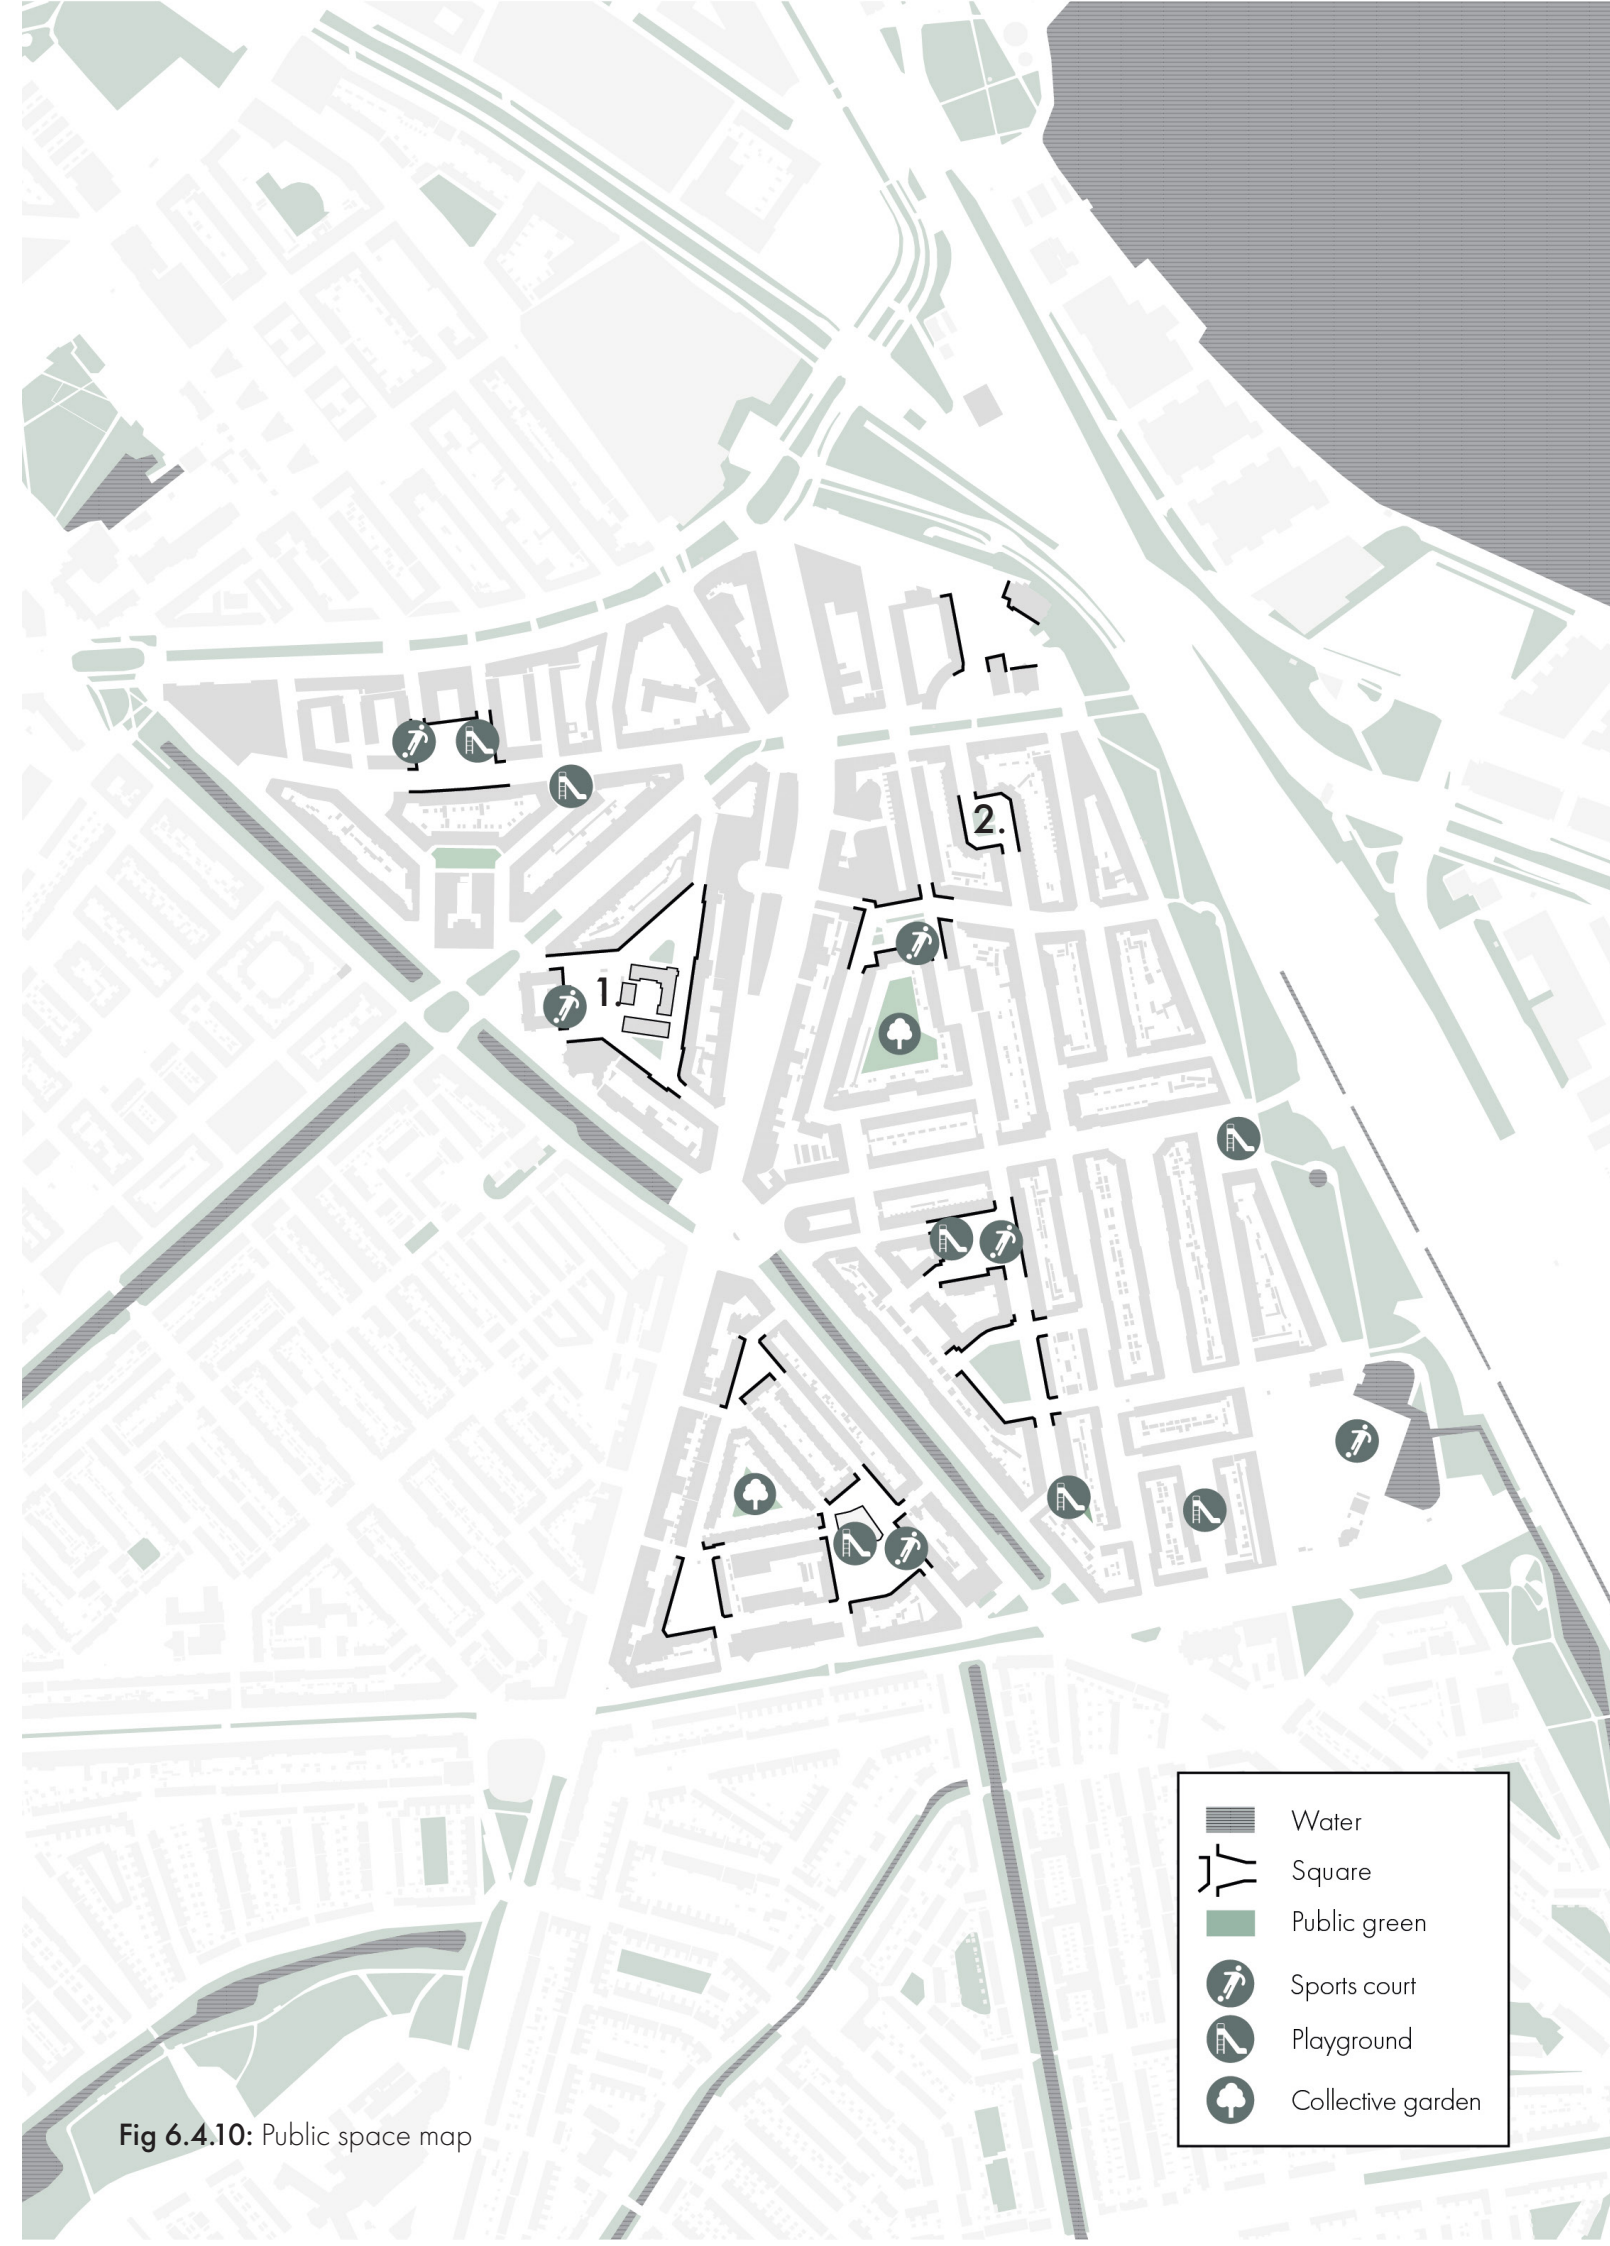 2.
1.
Water
Square
Public green
Sports court
Playground
Collective garden
Fig 6.4.10: Public space map